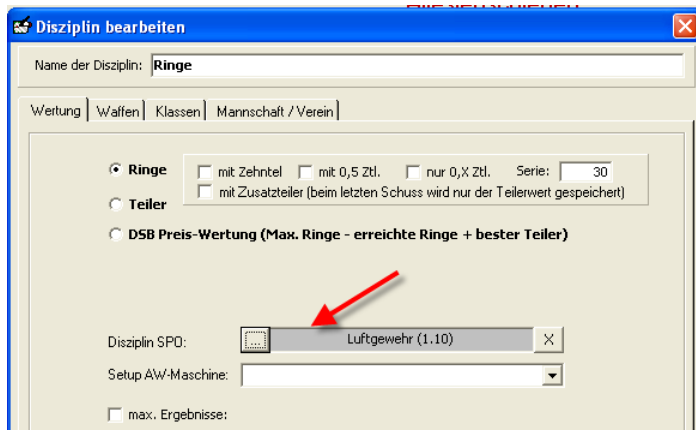 Disziplin bearbeiten
Name der Disziplin: Ringe
Wertung Waffen Klassen Mannschaft / Verein
Ringe mit Zehntel mit 0,5 Ztl. nur 0,X Ztl. Serie: 30
mit Zusatzteiler (beim letzten Schuss wird nur der Teilerwert gespeichert)
Teiler
DSB Preis-Wertung (Max. Ringe - erreichte Ringe + bester Teiler)
Disziplin SPO: ... Luftgewehr (1.10) X
Setup AW-Maschine:
max. Ergebnisse: